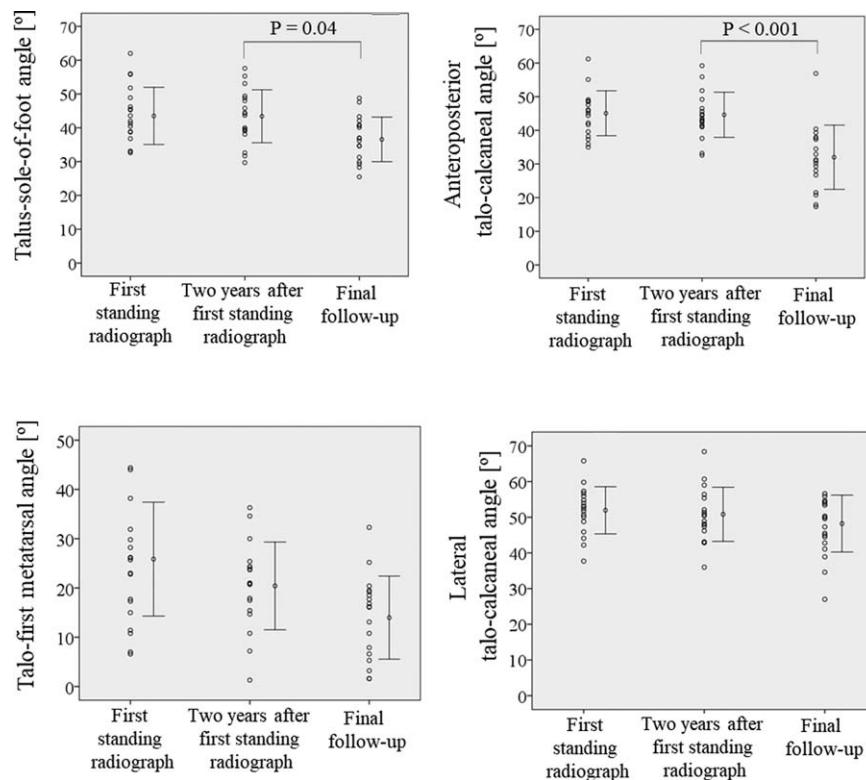 Talus-sole-of-foot angle [º]
70
60
50
40
30
20
10
0
P = 0.04
First
standing
radiograph
Two years after
first standing
radiograph
Final
follow-up
Anteroposterior
talo-calcaneal angle [º]
70
60
50
40
30
20
10
0
P < 0.001
First
standing
radiograph
Two years after
first standing
radiograph
Final
follow-up
Talo-first metatarsal angle [º]
50
40
30
20
10
0
First
standing
radiograph
Two years after
first standing
radiograph
Final
follow-up
Lateral
talo-calcaneal angle [º]
70
60
50
40
30
20
10
0
First
standing
radiograph
Two years after
first standing
radiograph
Final
follow-up